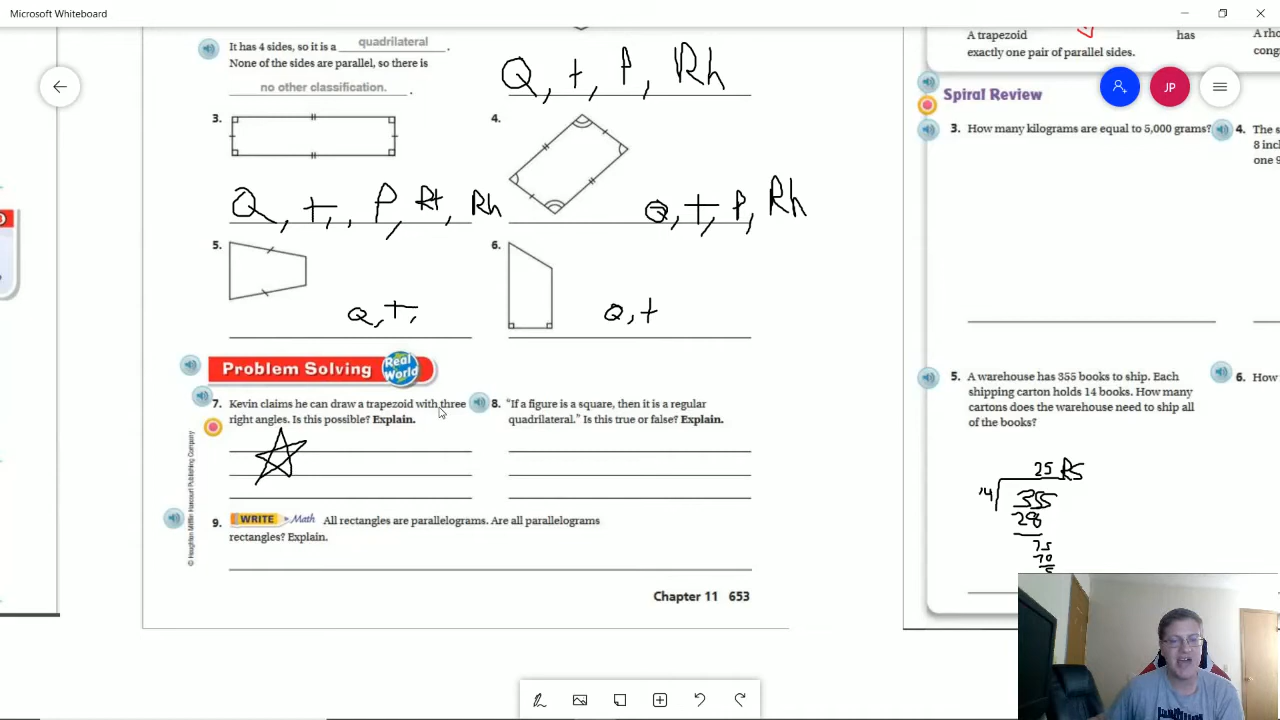 Microsoft Whiteboard
It has 4 sides, so it is a quadrilateral.
None of the sides are parallel, so there is
no other classification.
Q, t, P, Rh
3.
Q, t, , P, Rt, Rh
4.
Q, t, P, Rh
5.
Q, t,
6.
Q, t
Problem Solving Real World
7. Kevin claims he can draw a trapezoid with three
right angles. Is this possible? Explain.
8. "If a figure is a square, then it is a regular
quadrilateral." Is this true or false? Explain.
9. WRITE Math All rectangles are parallelograms. Are all parallelograms
rectangles? Explain.
© Houghton Mifflin Harcourt Publishing Company
Chapter 11 653
A trapezoid has
exactly one pair of parallel sides.
A rho
cong
JP
Spiral Review
3. How many kilograms are equal to 5,000 grams?
4. The s
8 inc
one 9
5. A warehouse has 355 books to ship. Each
shipping carton holds 14 books. How many
cartons does the warehouse need to ship all
of the books?
6. How
25 R5
14 355
28
75
70